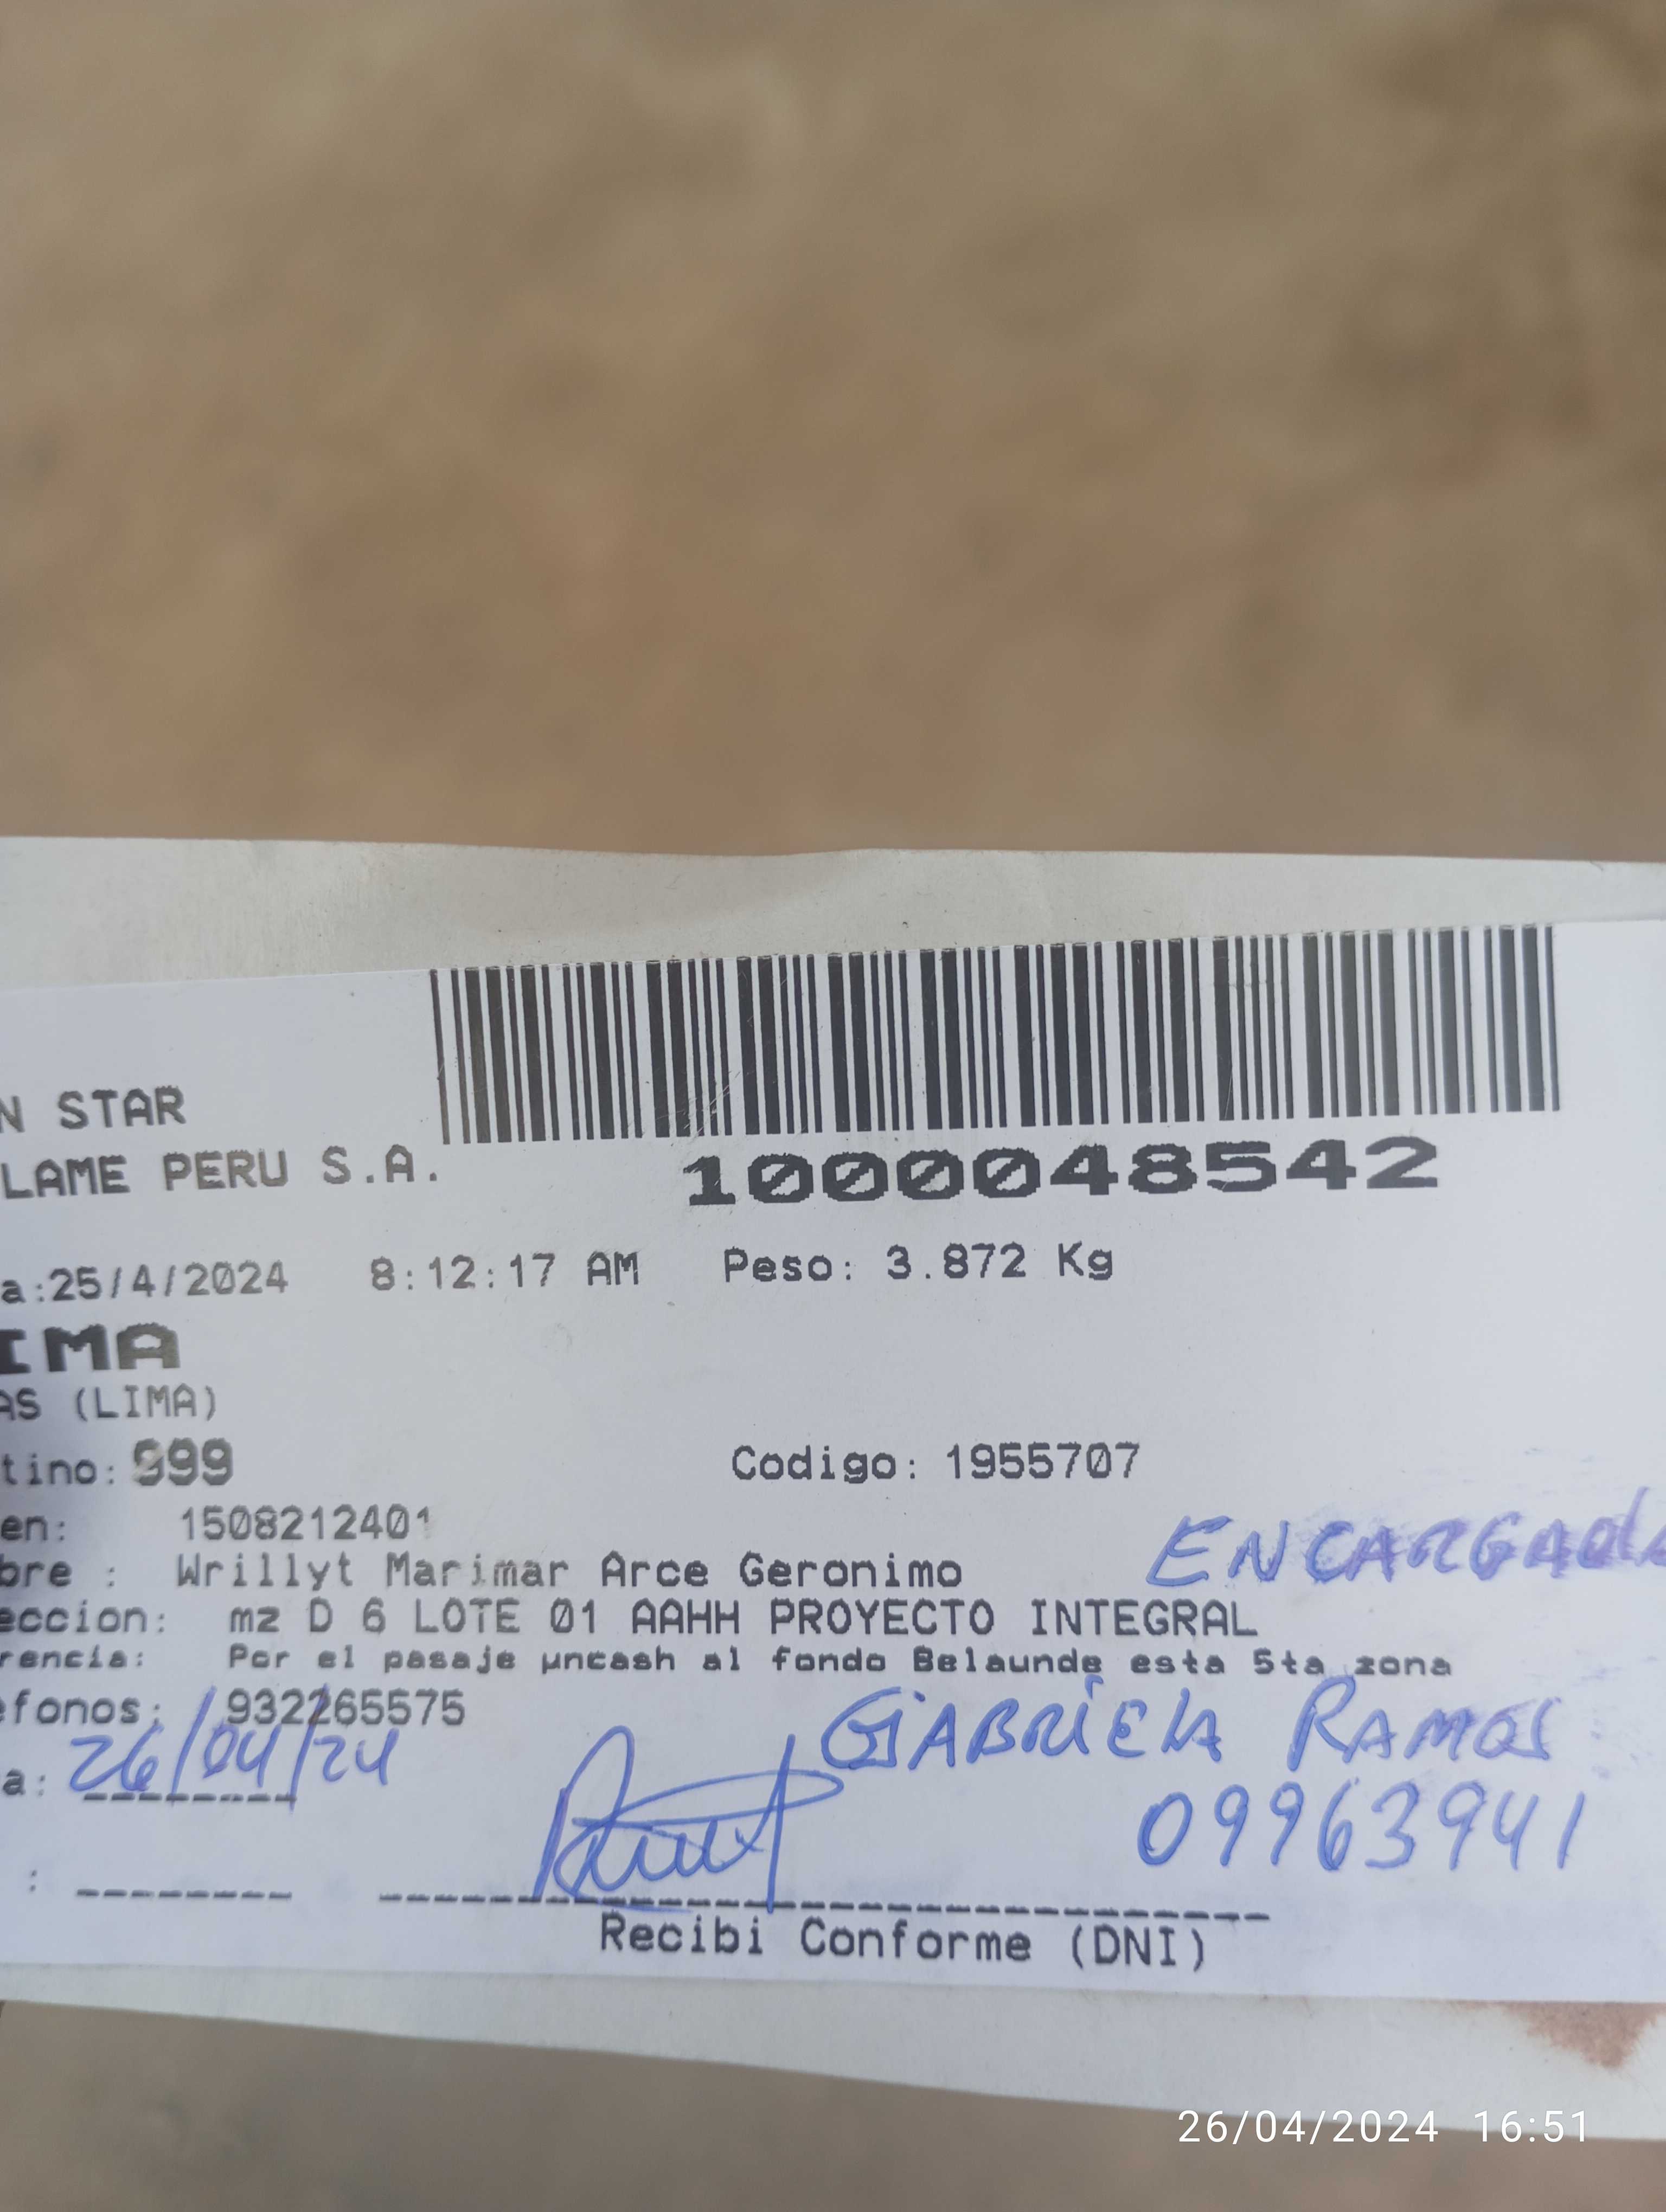 N STAR
LAME PERU S.A.
1000048542
a:25/4/2024 8:12:17 AM Peso: 3.872 Kg
IMA
AS (LIMA)
tino: 999 Codigo: 1955707
en: 1508212401
ENCARGADA
bre : Wrillyt Marimar Arce Geronimo
eccion: mz D 6 LOTE 01 AAHH PROYECTO INTEGRAL
rencia: Por el pasaje µncash al fondo Belaunde esta 5ta zona
efonos: 932265575
GABRIELA RAMOS
a: 26/04/24
09963941
: --------
Recibi Conforme (DNI)
26/04/2024 16:51